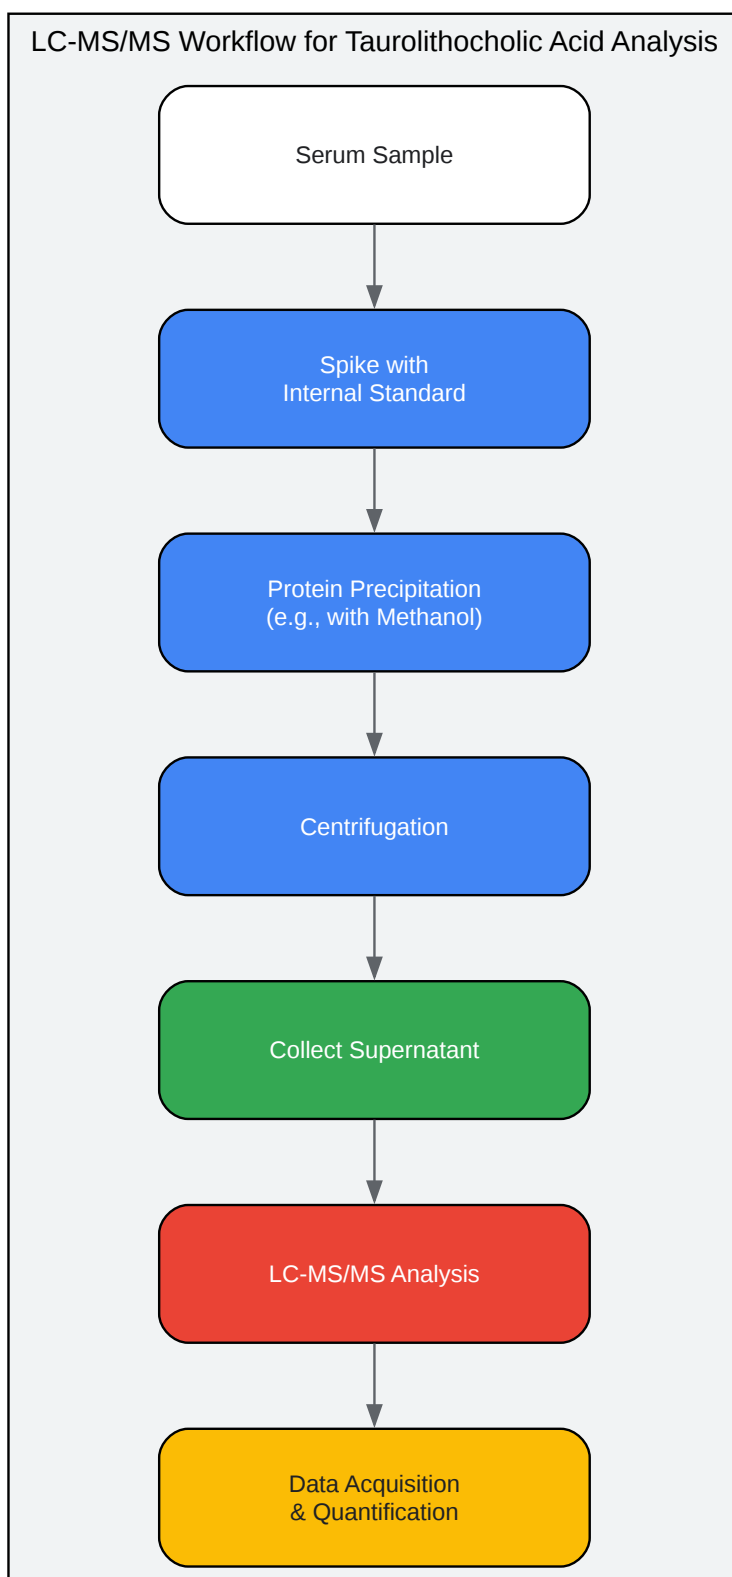 LC-MS/MS Workflow for Taurolithocholic Acid Analysis
Serum Sample
Spike with
Internal Standard
Protein Precipitation
(e.g., with Methanol)
Centrifugation
Collect Supernatant
LC-MS/MS Analysis
Data Acquisition
& Quantification